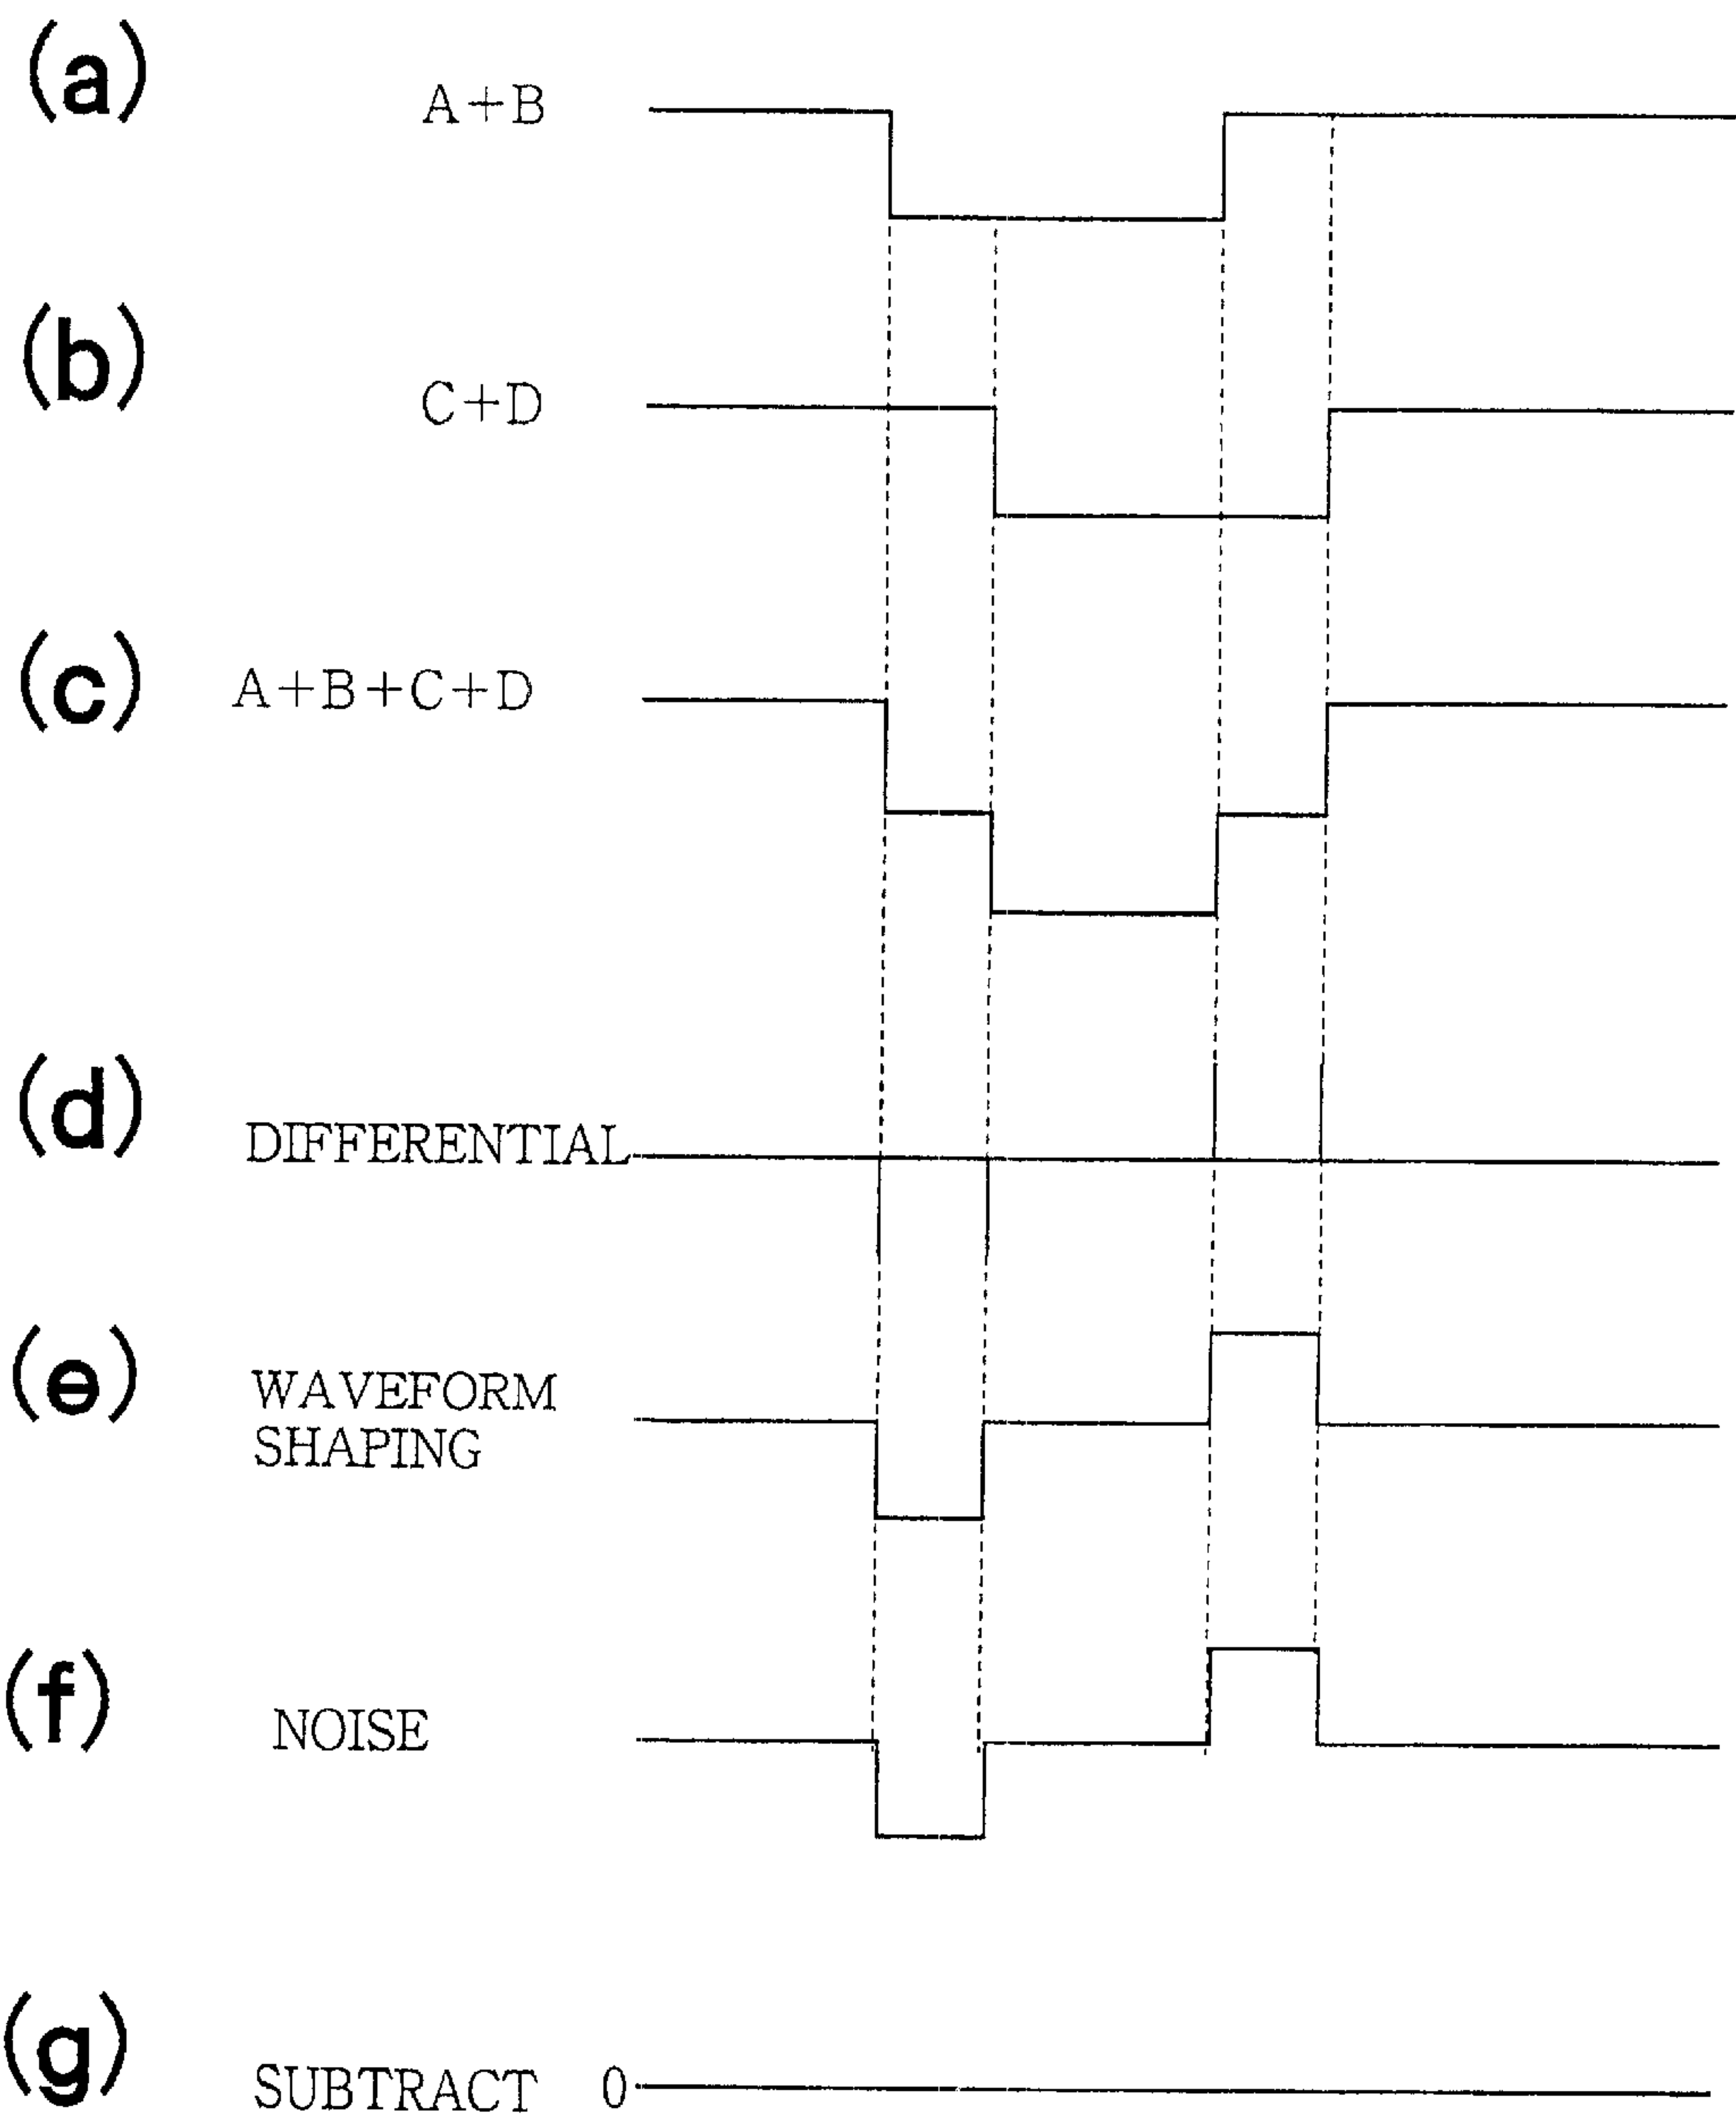 (a)
A+B
(b)
C+D
(c)
A+B+C+D
(d)
DIFFERENTIAL
(e)
WAVEFORM
SHAPING
(f)
NOISE
(g)
SUBTRACT 0